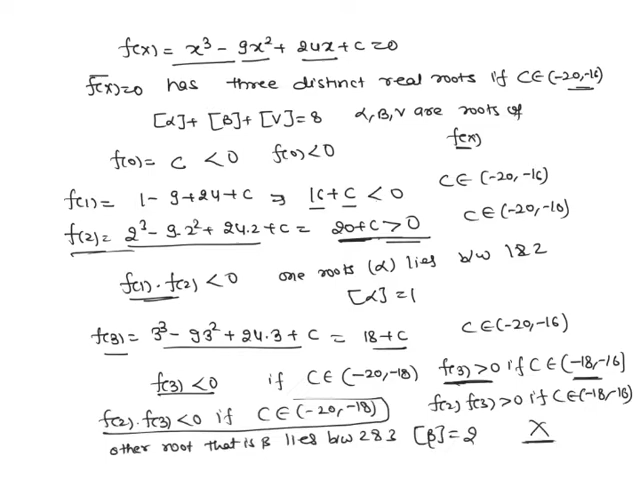 f(x) = x³ - 9x² + 24x + c = 0
f(x)=0 has three distinct real roots if C∈(-20,-16)
[α] + [β] + [γ] = 8 α, β, γ are roots of f(x)
f(0) = C < 0 f(0) < 0
f(1) = 1 - 9 + 24 + C ⇒ 16 + C < 0 C∈(-20,-16)
f(2) = 2³ - 9.2² + 24.2 + C = 20 + C > 0 C∈(-20,-16)
f(1) . f(2) < 0 one roots (α) lies b/w 1 & 2
[α] = 1
f(3) = 3³ - 93² + 24.3 + C = 18 + C C∈(-20,-16)
f(3) < 0 if C∈(-20,-18) f(3) > 0 if C∈(-18,-16]
f(2) . f(3) < 0 if C∈(-20,-18) f(2) f(3) > 0 if C∈(-18,-16)
other root that is β lies b/w 2 & 3 [β] = 2 X